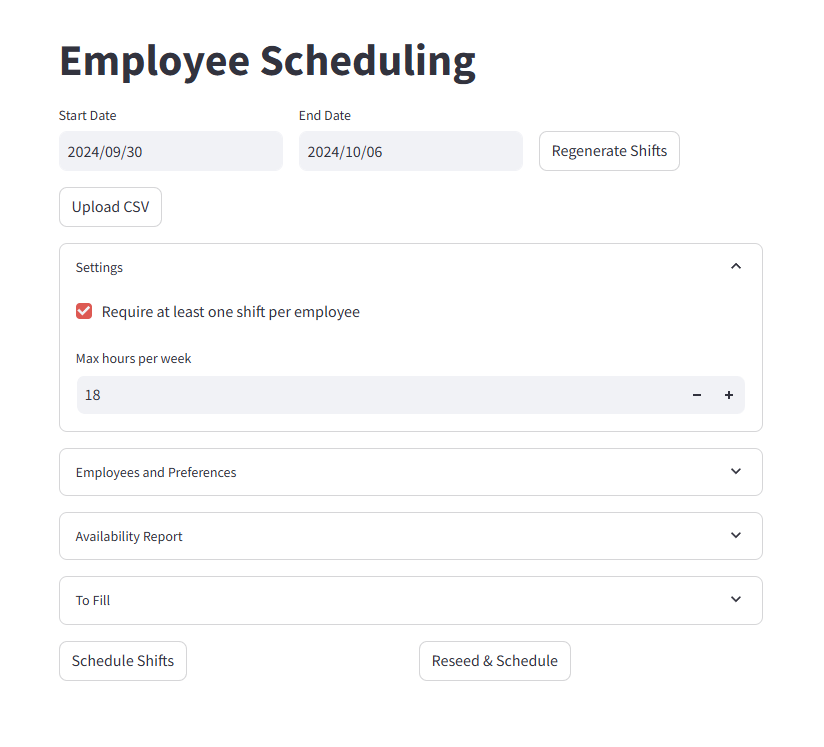 Employee Scheduling
Start Date
End Date
2024/09/30
2024/10/06
Regenerate Shifts
Upload CSV
Settings
Require at least one shift per employee
Max hours per week
18
Employees and Preferences
Availability Report
To Fill
Schedule Shifts
Reseed & Schedule